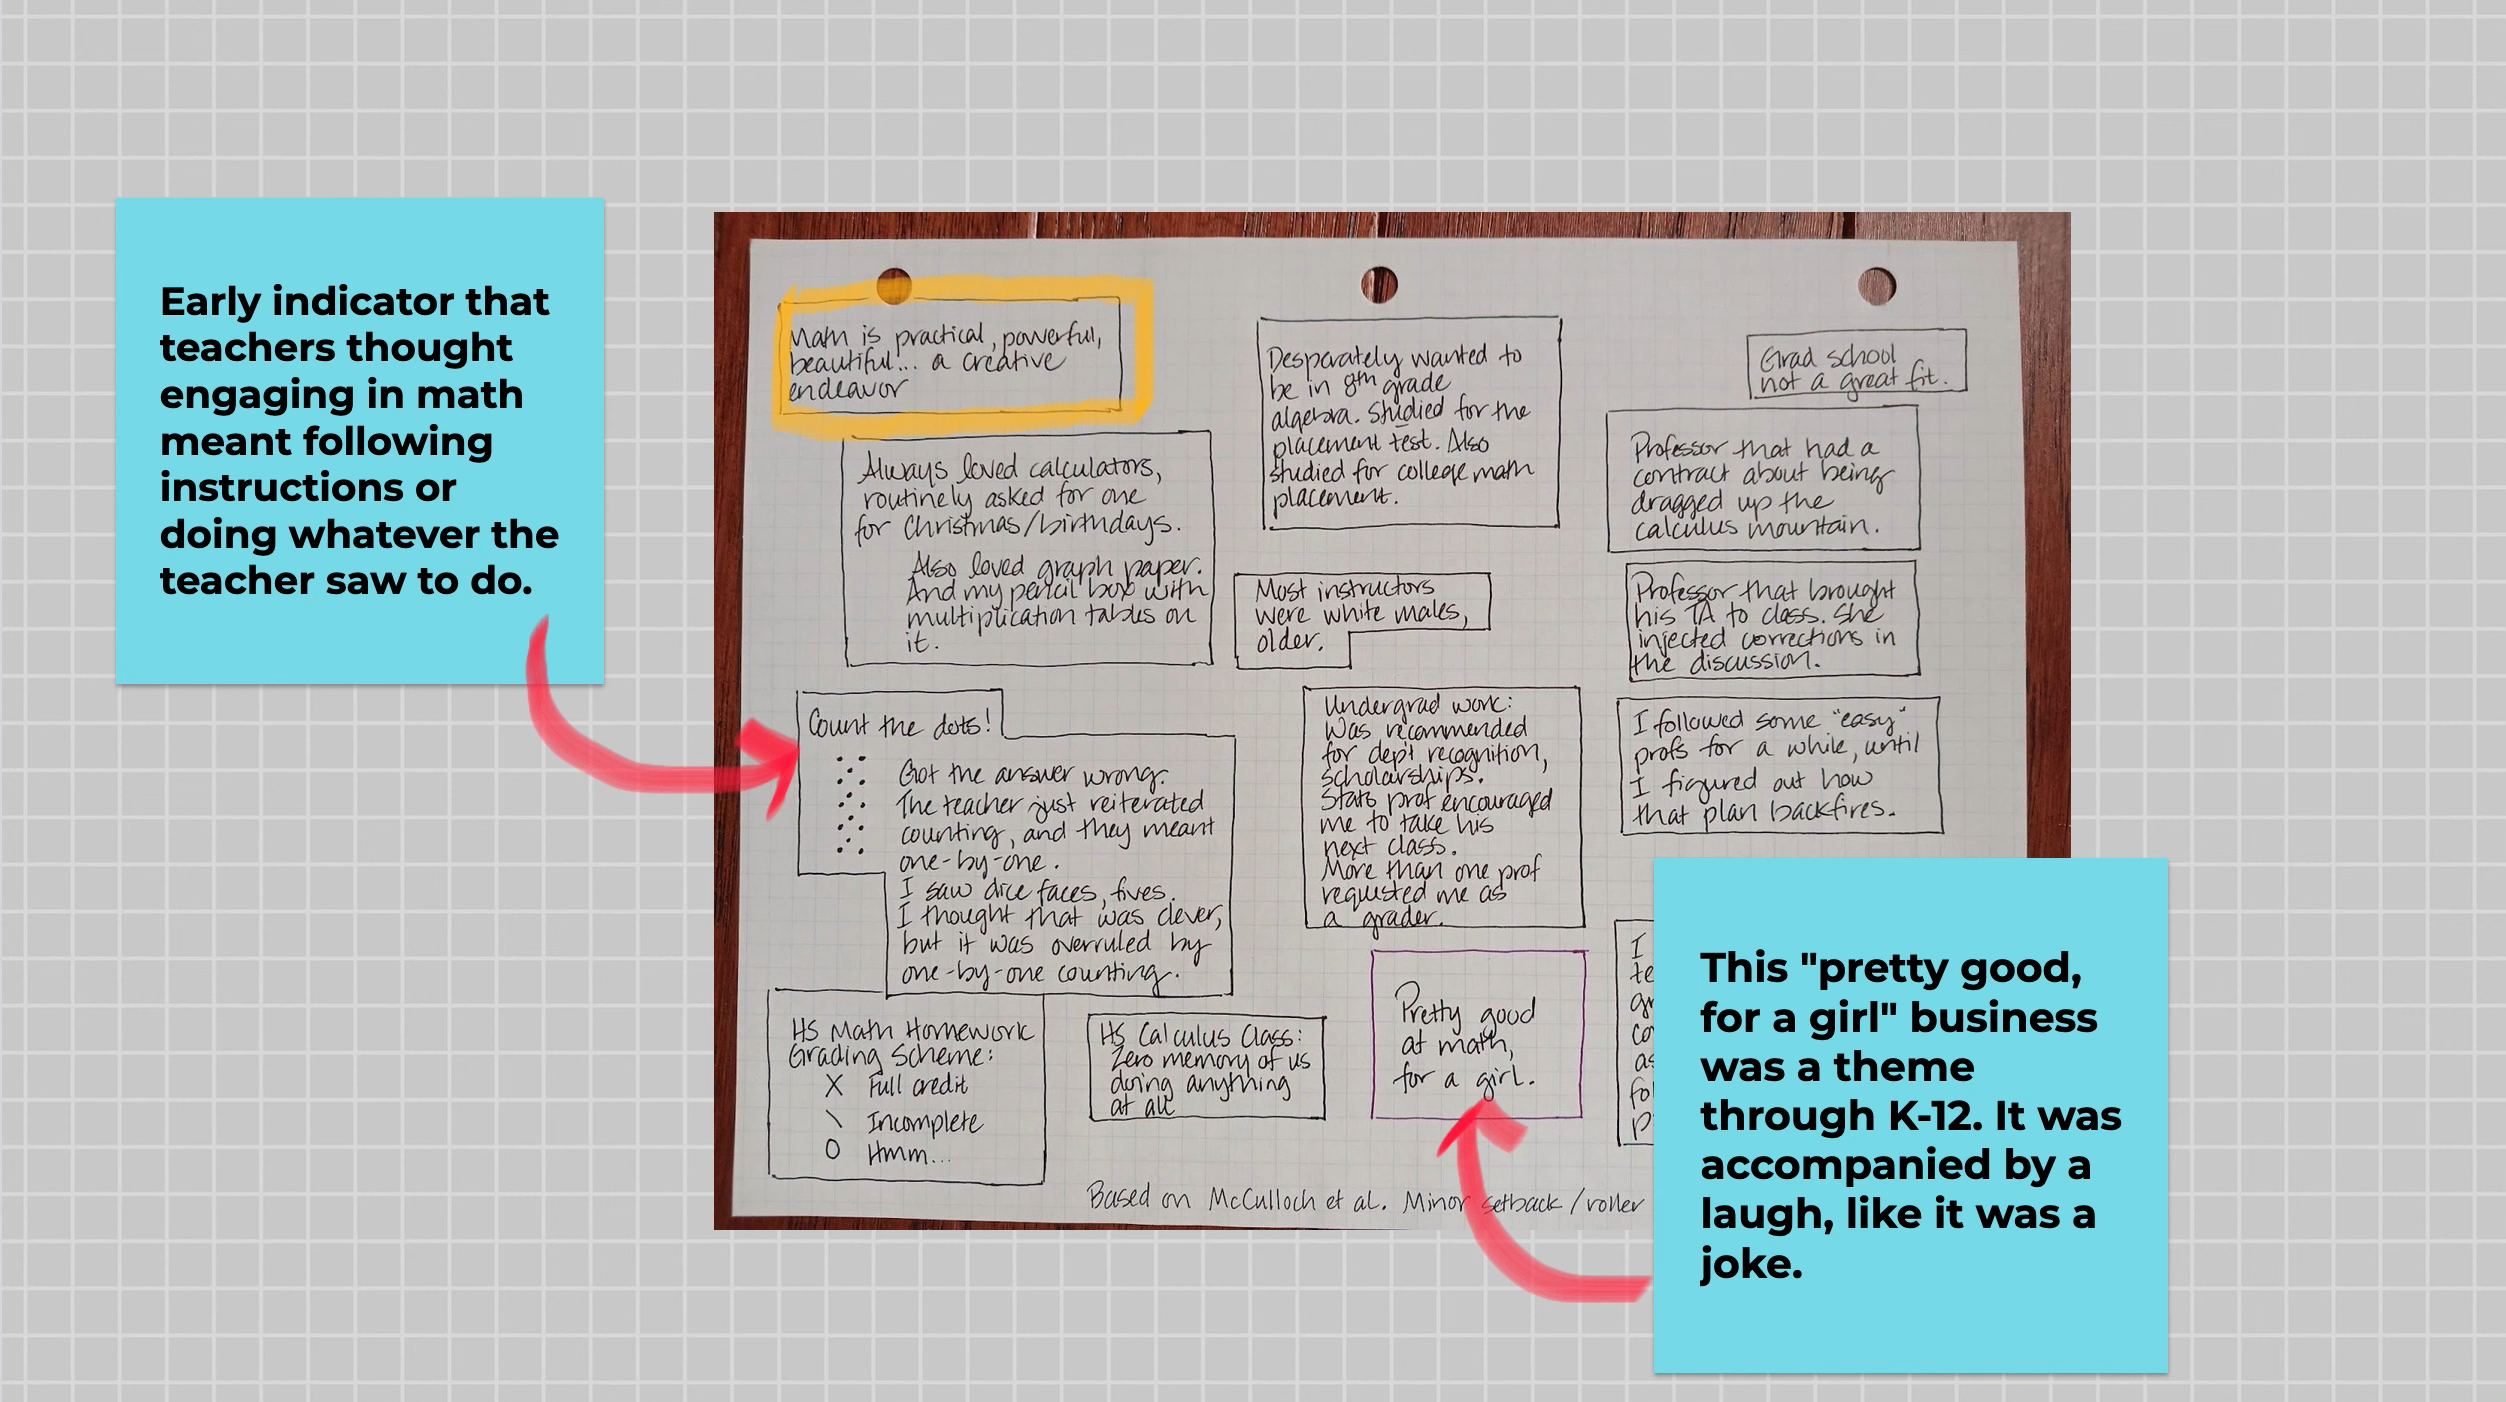 Early indicator that
teachers thought
engaging in math
meant following
instructions or
doing whatever the
teacher saw to do.
Math is practical, powerful,
beautiful... a creative
endeavor
Always loved calculators,
routinely asked for one
for Christmas/birthdays.
Also loved graph paper.
And my pencil box with
multiplication tables on
it.
Count the dots!
Got the answer wrong.
The teacher just reiterated
counting, and they meant
one-by-one.
I saw dice faces, fives.
I thought that was clever,
but it was overruled by
one-by-one counting.
HS Math Homework
Grading Scheme:
X Full credit
\ Incomplete
O Hmm...
Desparately wanted to
be in 8th grade
algebra. Studied for the
placement test. Also
studied for college math
placement.
Most instructors
were white males,
older.
Undergrad work:
Was recommended
for dep't recognition,
scholarships.
Stats prof encouraged
me to take his
next class.
More than one prof
requested me as
a grader.
HS Calculus Class:
Zero memory of us
doing anything
at all
Pretty good
at math,
for a girl.
Grad school
not a great fit.
Professor that had a
contract about being
dragged up the
calculus mountain.
Professor that brought
his TA to class. She
injected corrections in
the discussion.
I followed some "easy"
profs for a while, until
I figured out how
that plan backfires.
I
te
gr
co
as
fo
p
Based on McCulloch et al. Minor setback/roller
This "pretty good,
for a girl" business
was a theme
through K-12. It was
accompanied by a
laugh, like it was a
joke.